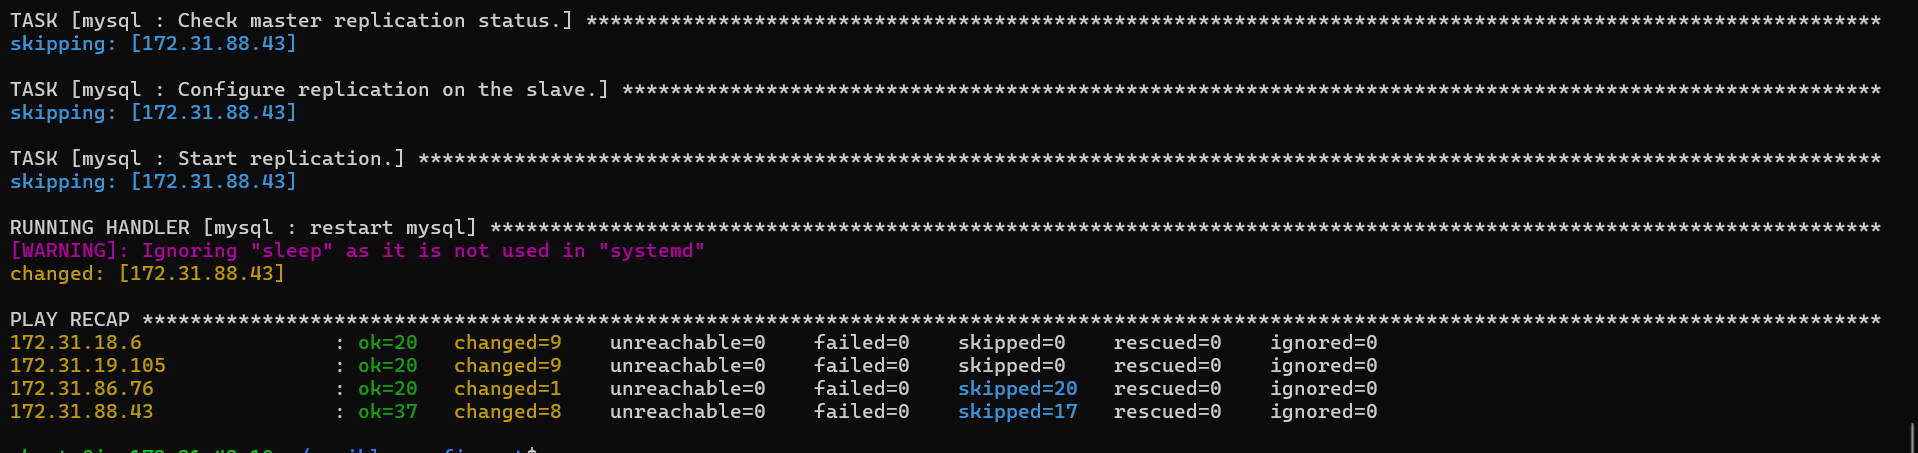 TASK [mysql : Check master replication status.] ************************************************************************************************************
skipping: [172.31.88.43]
TASK [mysql : Configure replication on the slave.] *********************************************************************************************************
skipping: [172.31.88.43]
TASK [mysql : Start replication.] **************************************************************************************************************************
skipping: [172.31.88.43]
RUNNING HANDLER [mysql : restart mysql] ********************************************************************************************************************
[WARNING]: Ignoring "sleep" as it is not used in "systemd"
changed: [172.31.88.43]
PLAY RECAP *************************************************************************************************************************************************
172.31.18.6                : ok=20   changed=9    unreachable=0    failed=0    skipped=0    rescued=0    ignored=0
172.31.19.105              : ok=20   changed=9    unreachable=0    failed=0    skipped=0    rescued=0    ignored=0
172.31.86.76               : ok=20   changed=1    unreachable=0    failed=0    skipped=20   rescued=0    ignored=0
172.31.88.43               : ok=37   changed=8    unreachable=0    failed=0    skipped=17   rescued=0    ignored=0